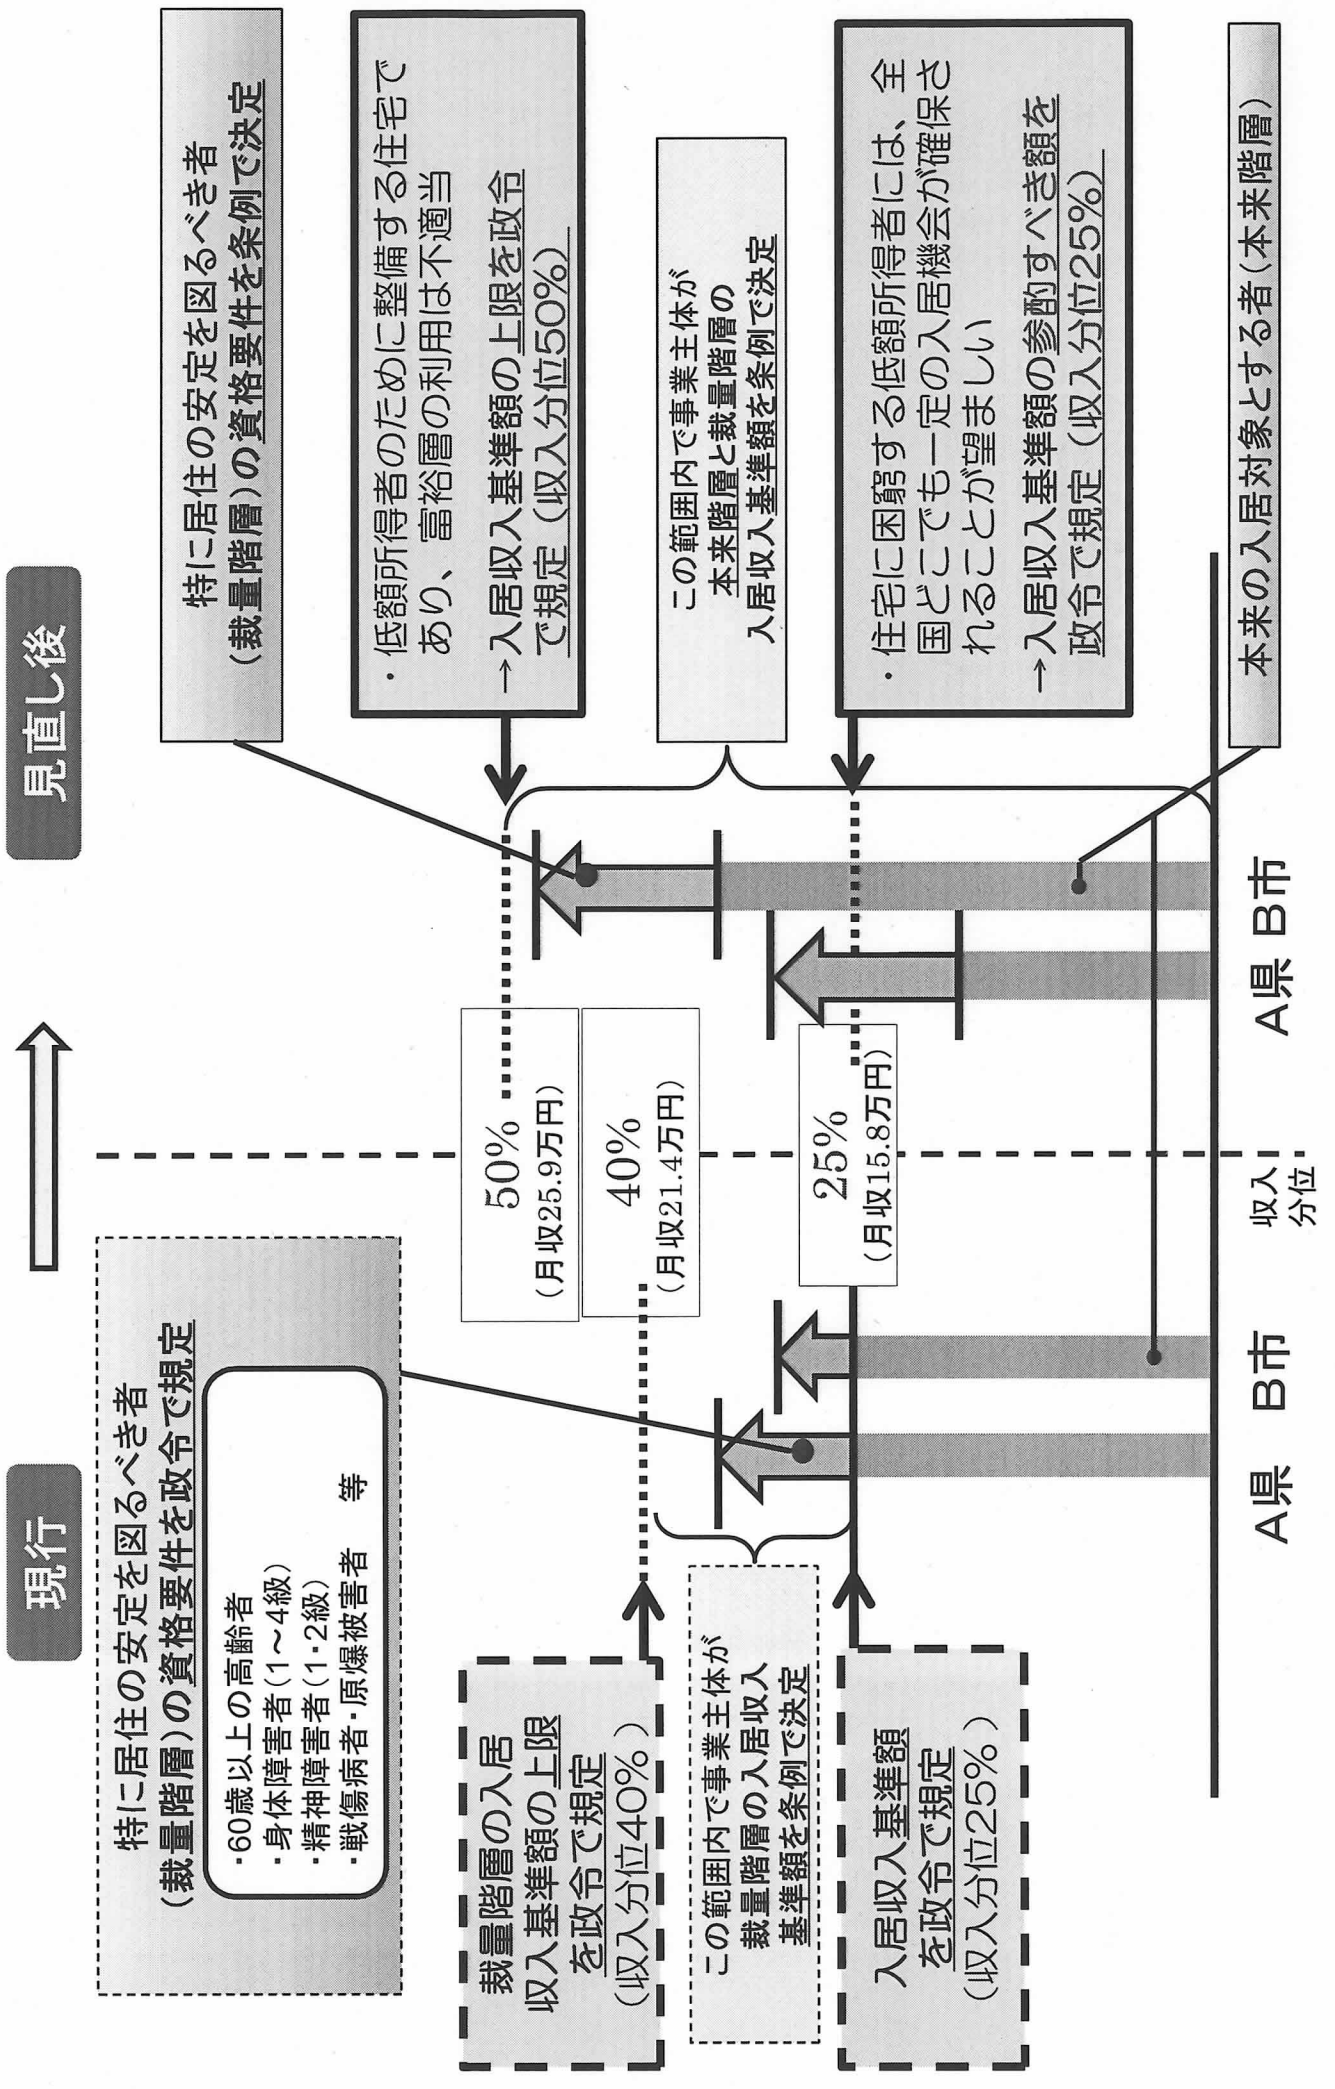 現行
特に居住の安定を図るべき者
(裁量階層)の資格要件を政令で規定
・60歳以上の高齢者
・身体障害者(1～4級)
・精神障害者(1・2級)
・戦傷病者・原爆被害者　等
裁量階層の入居
収入基準額の上限
を政令で規定
(収入分位40%)
この範囲内で事業主体が
裁量階層の入居収入
基準額を条例で決定
入居収入基準額
を政令で規定
(収入分位25%)
A県　B市
50%
(月収25.9万円)
40%
(月収21.4万円)
25%
(月収15.8万円)
収入
分位
見直し後
特に居住の安定を図るべき者
(裁量階層)の資格要件を条例で決定
・低額所得者のために整備する住宅で
あり、富裕層の利用は不適当
→入居収入基準額の上限を政令
で規定(収入分位50%)
この範囲内で事業主体が
本来階層と裁量階層の
入居収入基準額を条例で決定
・住宅に困窮する低額所得者には、全
国どこでも一定の入居機会が確保さ
れることが望ましい
→入居収入基準額の参酌すべき額を
政令で規定(収入分位25%)
本来の入居対象とする者(本来階層)
A県 B市